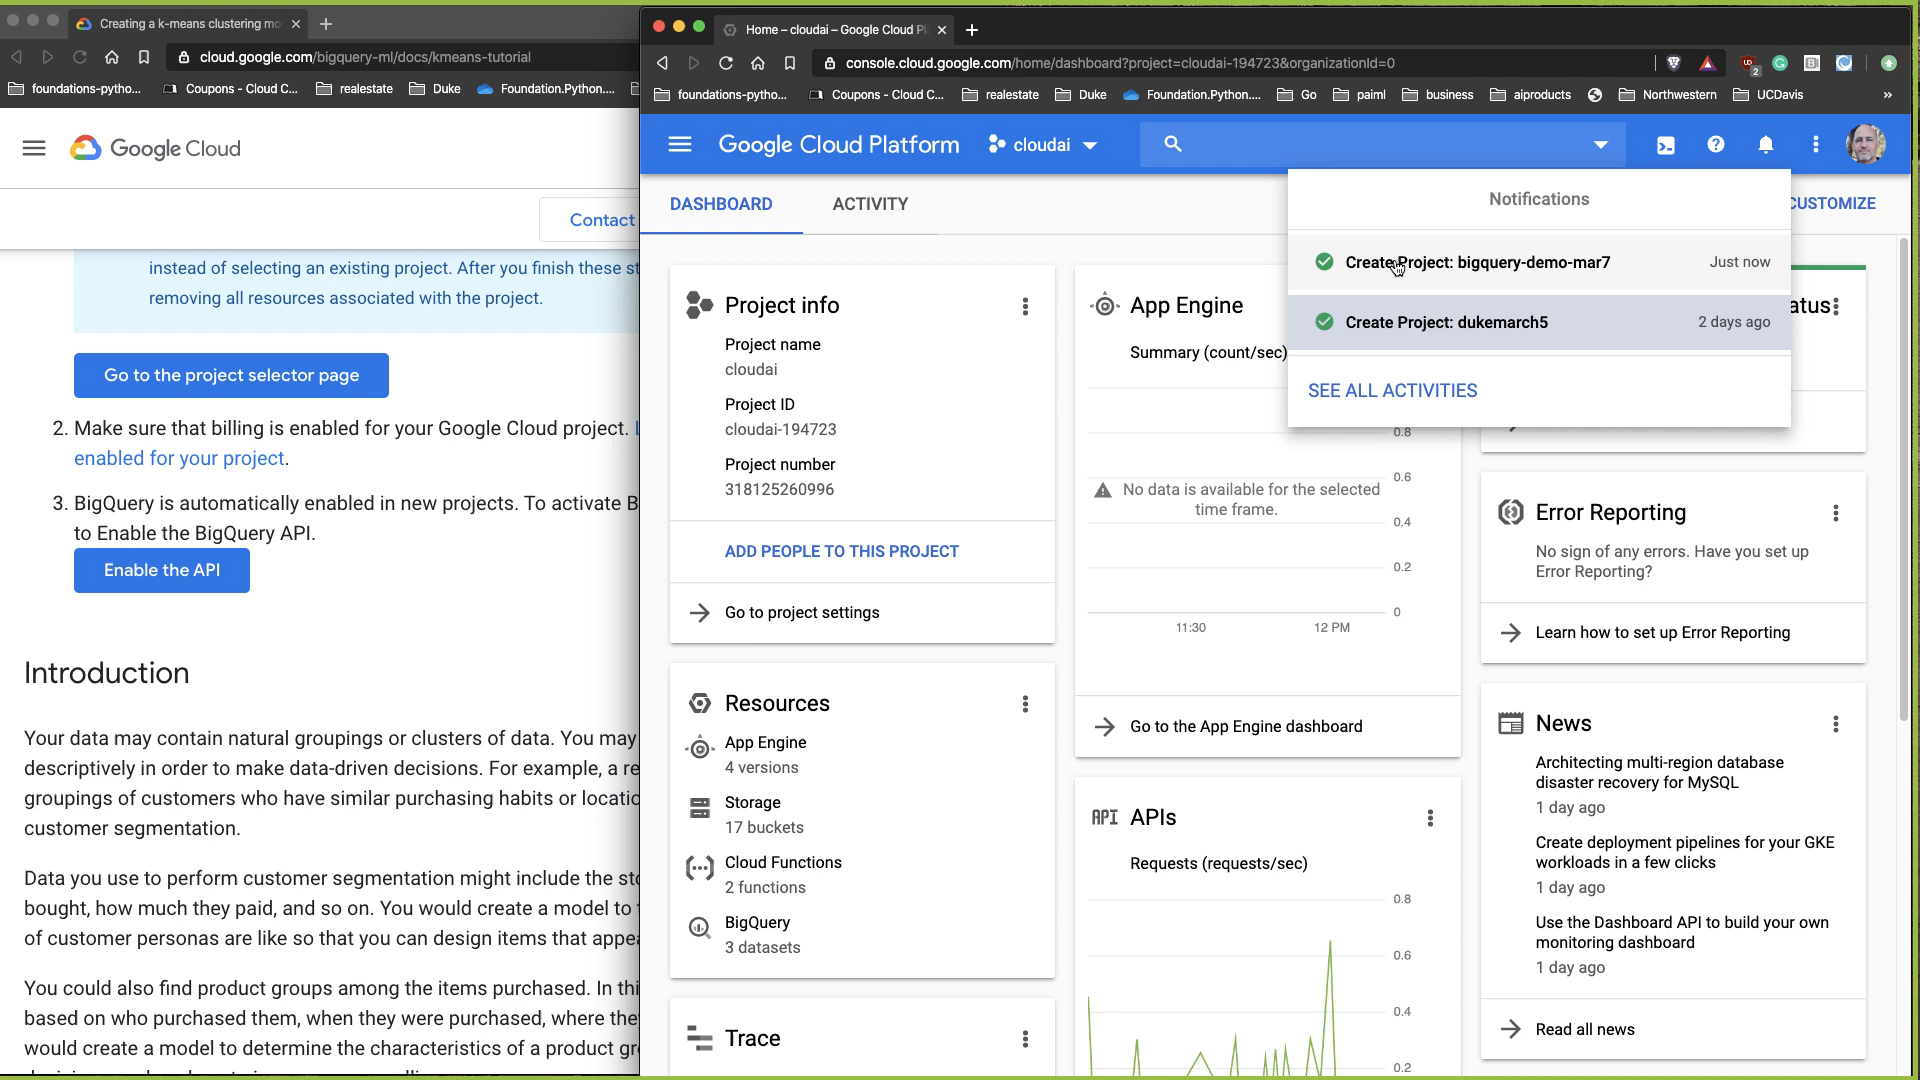 Creating a k-means clustering mo
cloud.google.com/bigquery-ml/docs/kmeans-tutorial
foundations-pytho...
Coupons - Cloud C...
realestate
Duke
Foundation.Python....
Google Cloud
Contact
instead of selecting an existing project. After you finish these st
removing all resources associated with the project.
Go to the project selector page
2. Make sure that billing is enabled for your Google Cloud project.
enabled for your project.
3. BigQuery is automatically enabled in new projects. To activate B
to Enable the BigQuery API.
Enable the API
Introduction
Your data may contain natural groupings or clusters of data. You may
descriptively in order to make data-driven decisions. For example, a re
groupings of customers who have similar purchasing habits or locatio
customer segmentation.
Data you use to perform customer segmentation might include the sto
bought, how much they paid, and so on. You would create a model to
of customer personas are like so that you can design items that appea
You could also find product groups among the items purchased. In thi
based on who purchased them, when they were purchased, where the
would create a model to determine the characteristics of a product gr
Home – cloudai – Google Cloud Pl
console.cloud.google.com/home/dashboard?project=cloudai-194723&organizationId=0
2
foundations-pytho...
Coupons - Cloud C...
realestate
Duke
Foundation.Python....
Go
paiml
business
aiproducts
Northwestern
UCDavis
»
Google Cloud Platform
cloudai
DASHBOARD
ACTIVITY
CUSTOMIZE
Notifications
Create Project: bigquery-demo-mar7
Just now
Create Project: dukemarch5
2 days ago
SEE ALL ACTIVITIES
Project info
Project name
cloudai
Project ID
cloudai-194723
Project number
318125260996
ADD PEOPLE TO THIS PROJECT
Go to project settings
Resources
App Engine
4 versions
Storage
17 buckets
Cloud Functions
2 functions
BigQuery
3 datasets
Trace
App Engine
Summary (count/sec)
0.8
0.6
No data is available for the selected
time frame.
0.4
0.2
0
11:30
12 PM
Go to the App Engine dashboard
API APIs
Requests (requests/sec)
0.8
0.6
0.4
0.2
atus
Error Reporting
No sign of any errors. Have you set up
Error Reporting?
Learn how to set up Error Reporting
News
Architecting multi-region database
disaster recovery for MySQL
1 day ago
Create deployment pipelines for your GKE
workloads in a few clicks
1 day ago
Use the Dashboard API to build your own
monitoring dashboard
1 day ago
Read all news